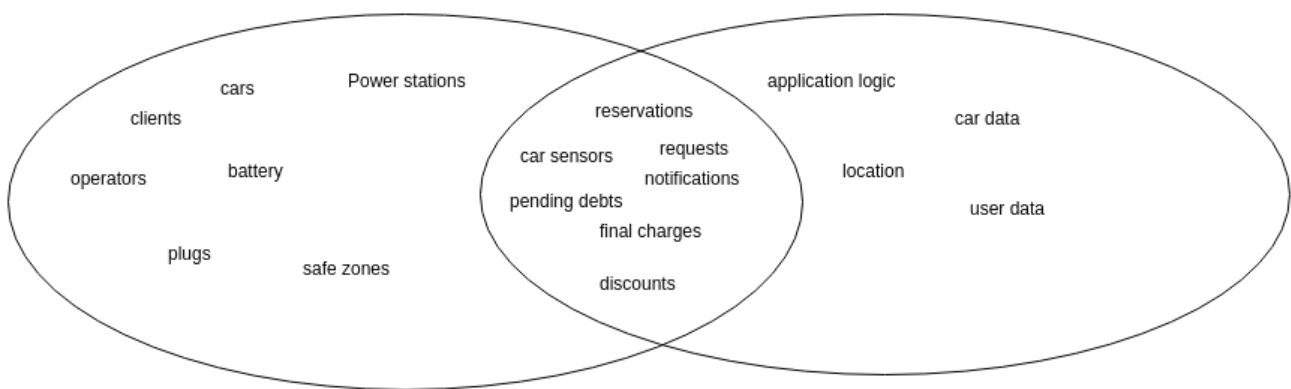 cars
Power stations
clients
operators
battery
plugs
safe zones
reservations
car sensors
requests
notifications
pending debts
final charges
discounts
application logic
car data
location
user data